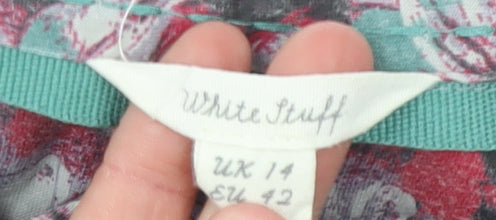 White Stuff
UK 14
EU 42